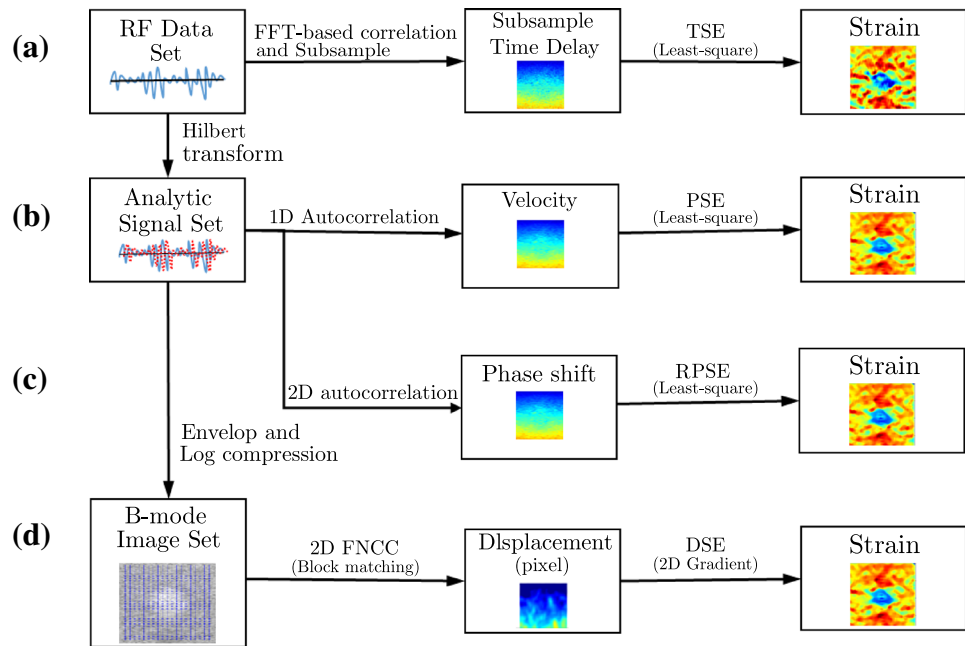 (a)
RF Data
Set
FFT-based correlation
and Subsample
Subsample
Time Delay
TSE
(Least-square)
Strain
Hilbert
transform
(b)
Analytic
Signal Set
1D Autocorrelation
Velocity
PSE
(Least-square)
Strain
(c)
2D autocorrelation
Phase shift
RPSE
(Least-square)
Strain
Envelop and
Log compression
(d)
B-mode
Image Set
2D FNCC
(Block matching)
DIsplacement
(pixel)
DSE
(2D Gradient)
Strain